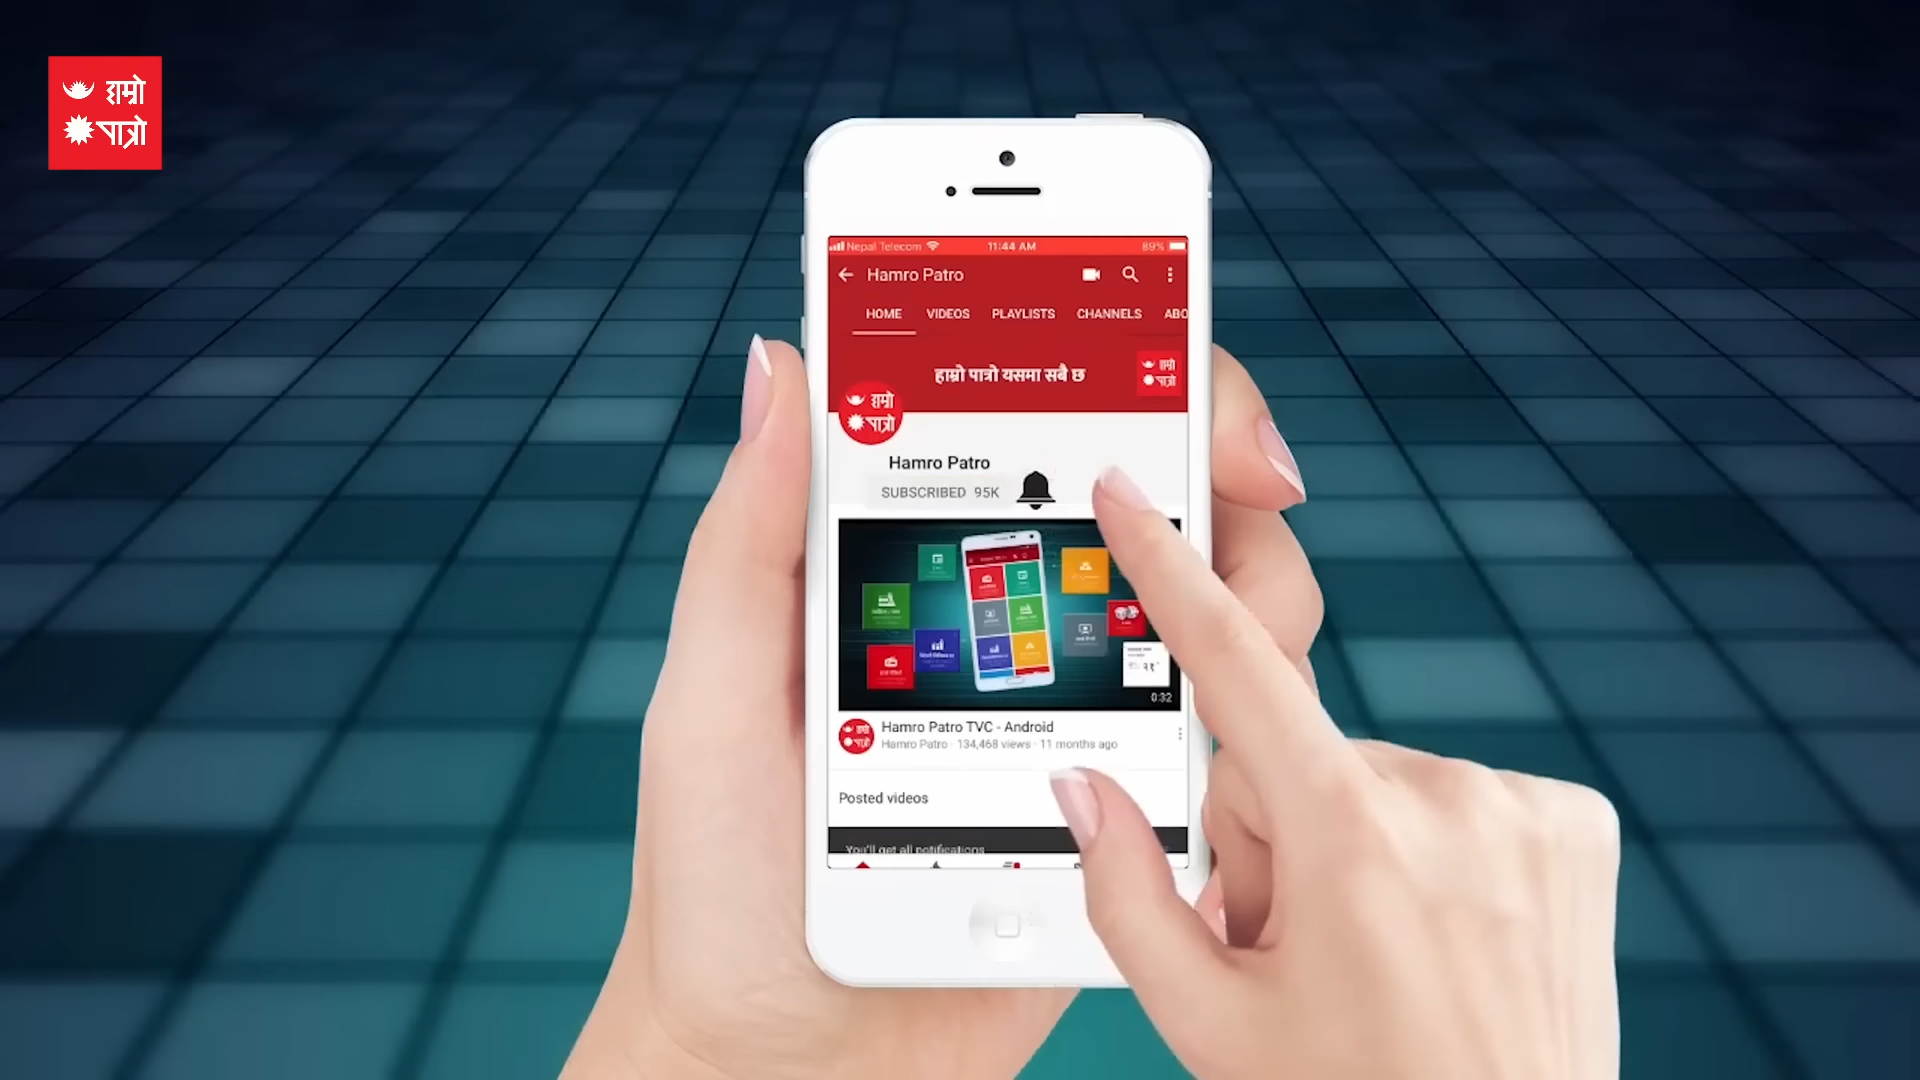 हाम्रो
पात्रो
Nepal Telecom 11:44 AM 89%
Hamro Patro
HOME VIDEOS PLAYLISTS CHANNELS ABO
हाम्रो पात्रो यसमा सबै छ
हाम्रो
पात्रो
हाम्रो
पात्रो
Hamro Patro
SUBSCRIBED 95K
0:32
Hamro Patro TVC - Android
Hamro Patro · 134,468 views · 11 months ago
Posted videos
You'll get all notifications